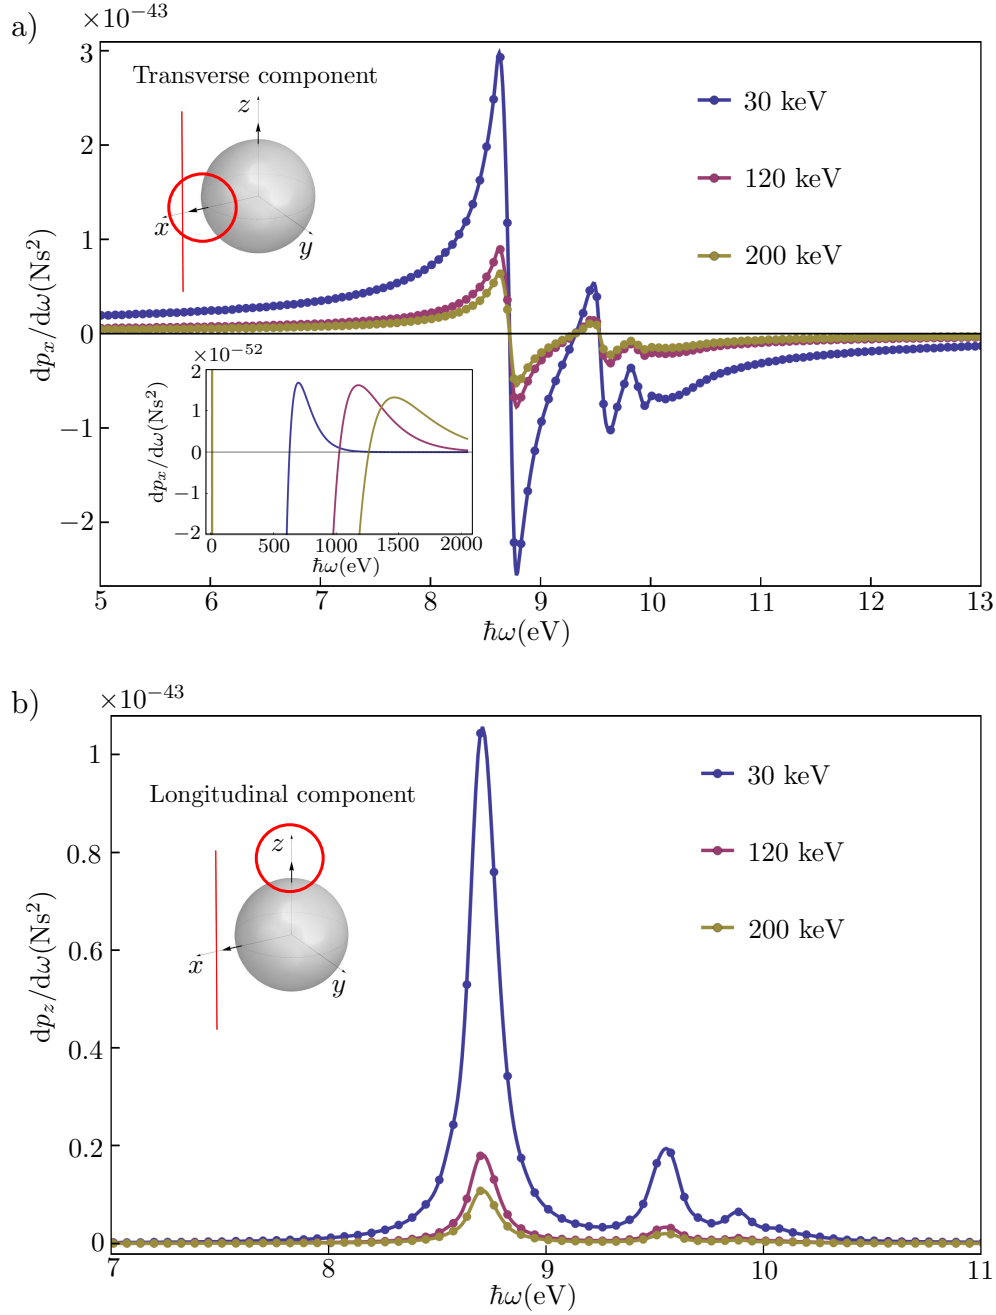 a)
×10⁻⁴³
Transverse component
z
x
y
30 keV
120 keV
200 keV
dpₓ/dω(Ns²)
3
2
1
0
−1
−2
×10⁻⁵²
dpₓ/dω(Ns²)
2
1
0
−1
−2
0 500 1000 1500 2000
ħω(eV)
5 6 7 8 9 10 11 12 13
ħω(eV)
b)
×10⁻⁴³
Longitudinal component
z
x
y
30 keV
120 keV
200 keV
dp_z/dω(Ns²)
1
0.8
0.6
0.4
0.2
0
7 8 9 10 11
ħω(eV)